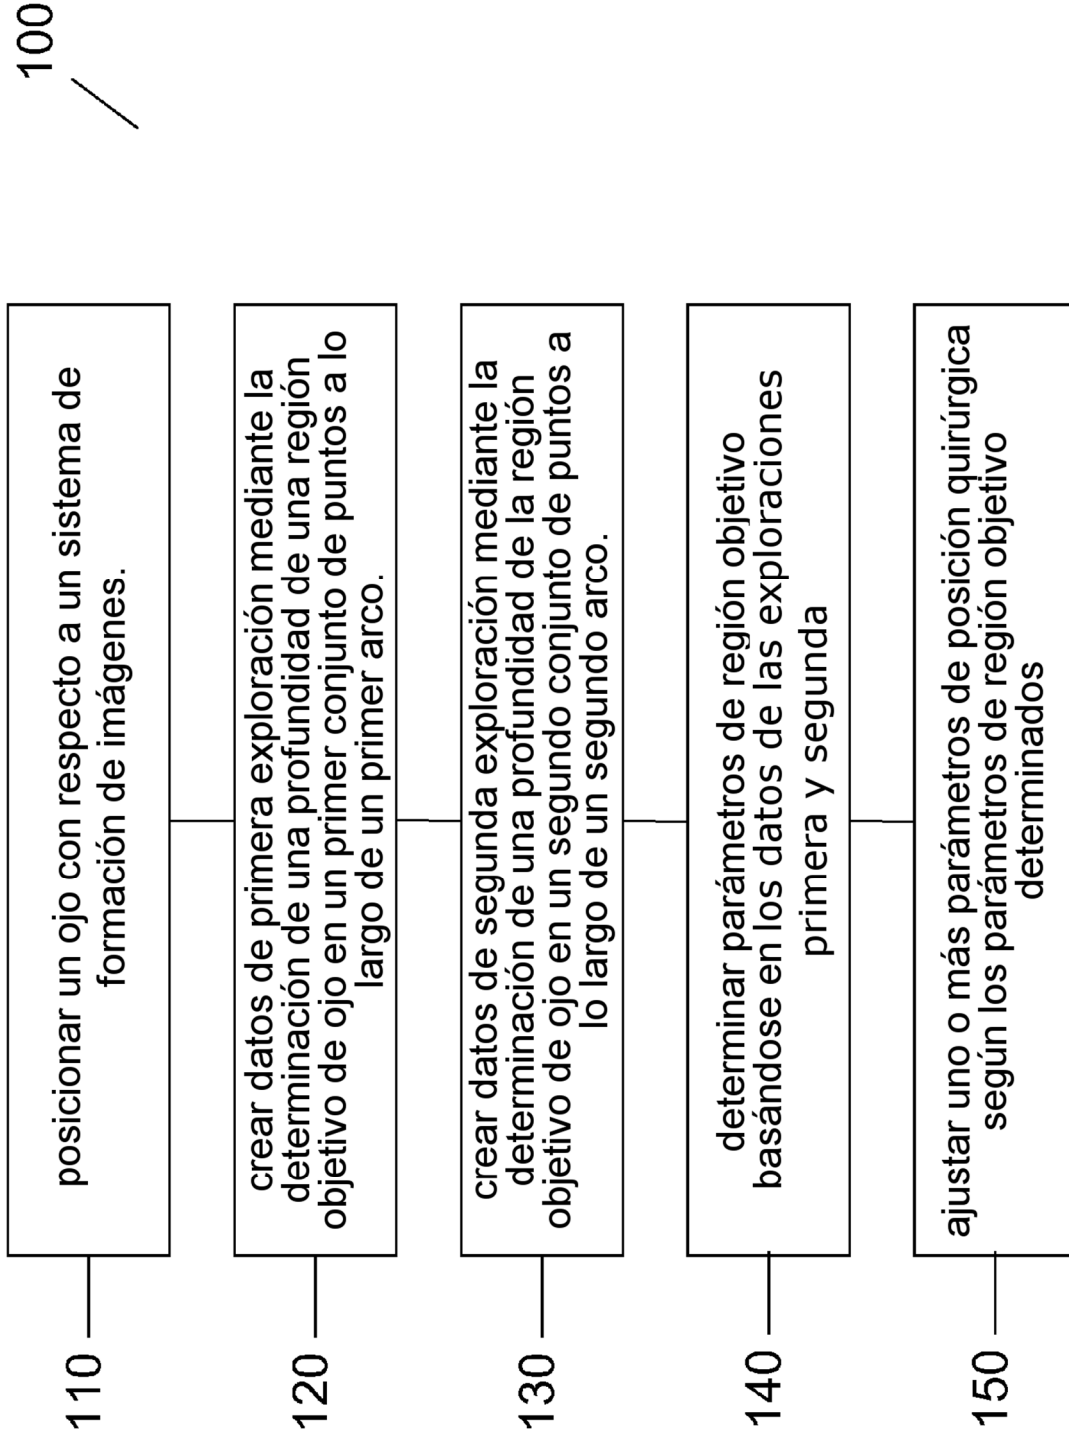 100
110
posicionar un ojo con respecto a un sistema de
formación de imágenes.
120
crear datos de primera exploración mediante la
determinación de una profundidad de una región
objetivo de ojo en un primer conjunto de puntos a lo
largo de un primer arco.
130
crear datos de segunda exploración mediante la
determinación de una profundidad de la región
objetivo de ojo en un segundo conjunto de puntos a
lo largo de un segundo arco.
140
determinar parámetros de región objetivo
basándose en los datos de las exploraciones
primera y segunda
150
ajustar uno o más parámetros de posición quirúrgica
según los parámetros de región objetivo
determinados